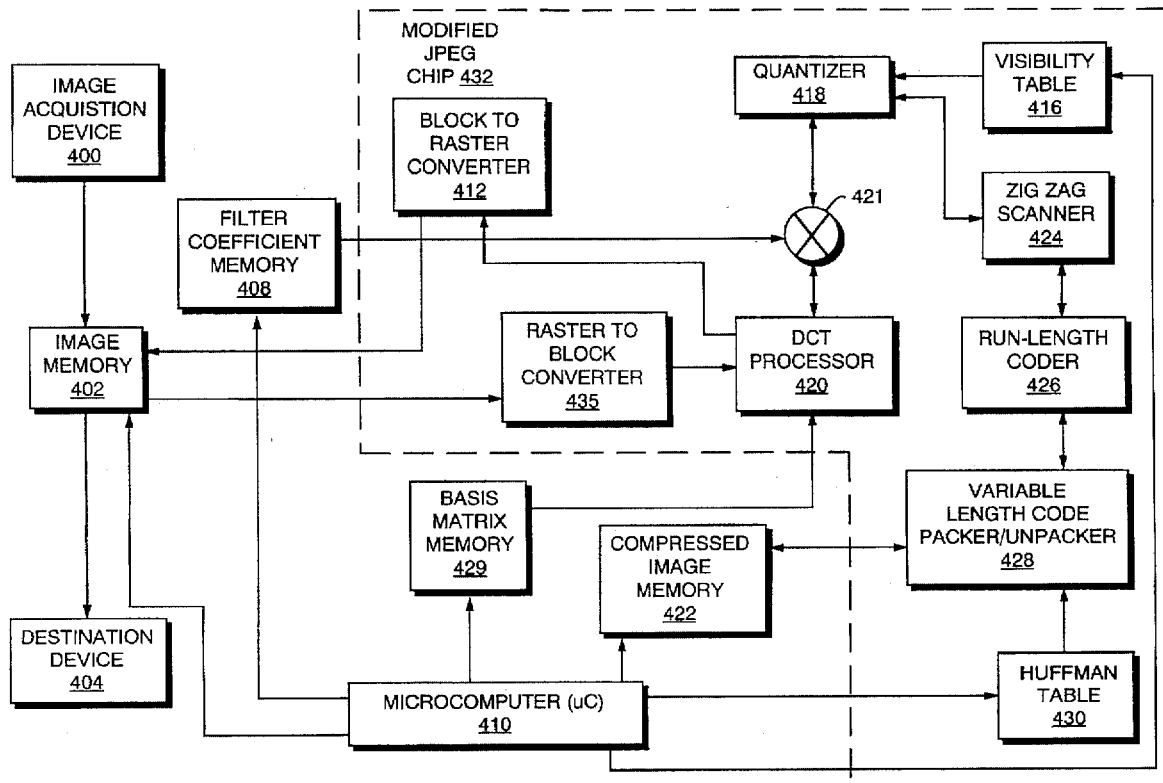 MODIFIED
JPEG
CHIP 432
IMAGE
ACQUISTION
DEVICE
400
BLOCK TO
RASTER
CONVERTER
412
QUANTIZER
418
VISIBILITY
TABLE
416
421
ZIG ZAG
SCANNER
424
FILTER
COEFFICIENT
MEMORY
408
IMAGE
MEMORY
402
RASTER TO
BLOCK
CONVERTER
435
DCT
PROCESSOR
420
RUN-LENGTH
CODER
426
BASIS
MATRIX
MEMORY
429
COMPRESSED
IMAGE
MEMORY
422
VARIABLE
LENGTH CODE
PACKER/UNPACKER
428
DESTINATION
DEVICE
404
MICROCOMPUTER (uC)
410
HUFFMAN
TABLE
430